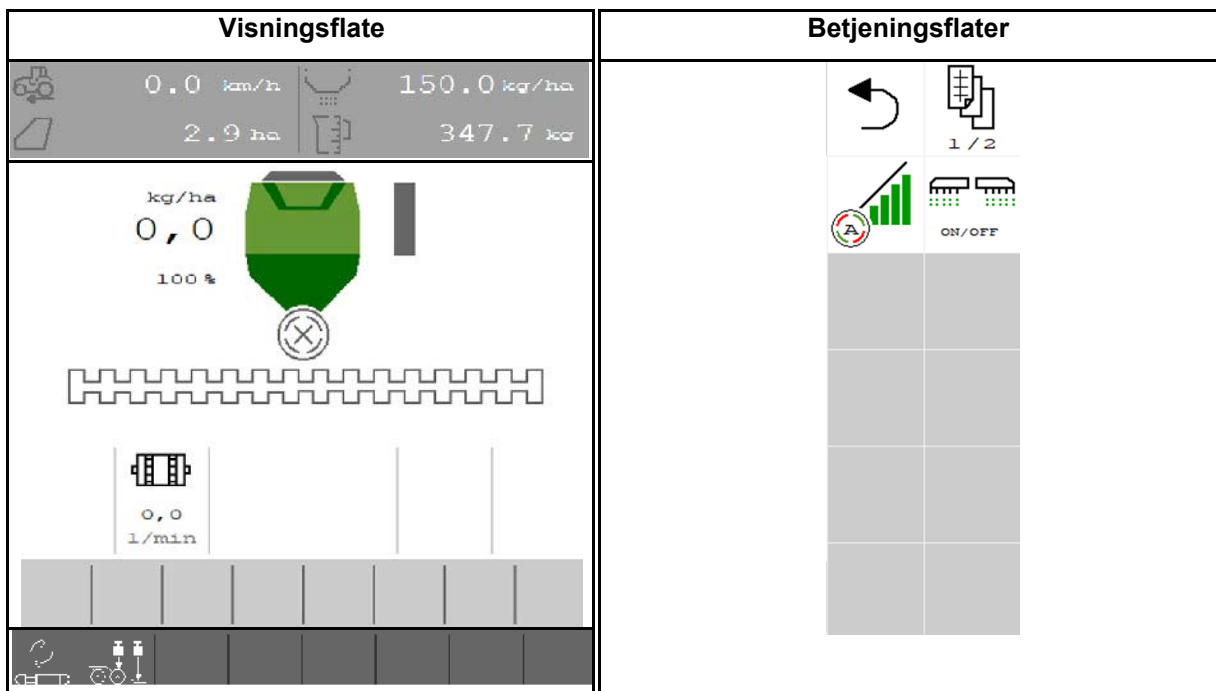 Visningsflate
Betjeningsflater
0.0 km/h
150.0 kg/ha
2.9 ha
347.7 kg
kg/ha
0,0
100 %
0,0
l/min
1/2
A
ON/OFF